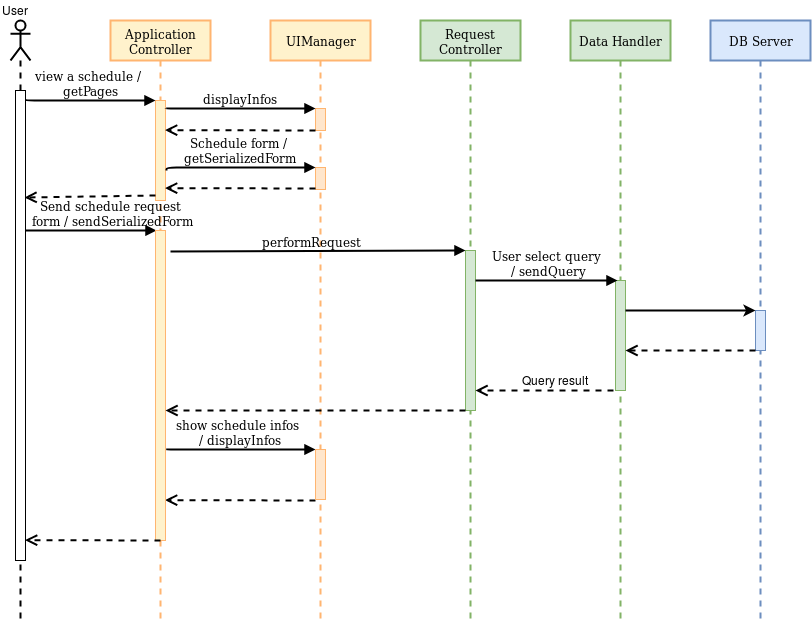 User
Application
Controller
UIManager
Request
Controller
Data Handler
DB Server
view a schedule /
getPages
displayInfos
Schedule form /
getSerializedForm
Send schedule request
form / sendSerializedForm
performRequest
User select query
/ sendQuery
Query result
show schedule infos
/ displayInfos